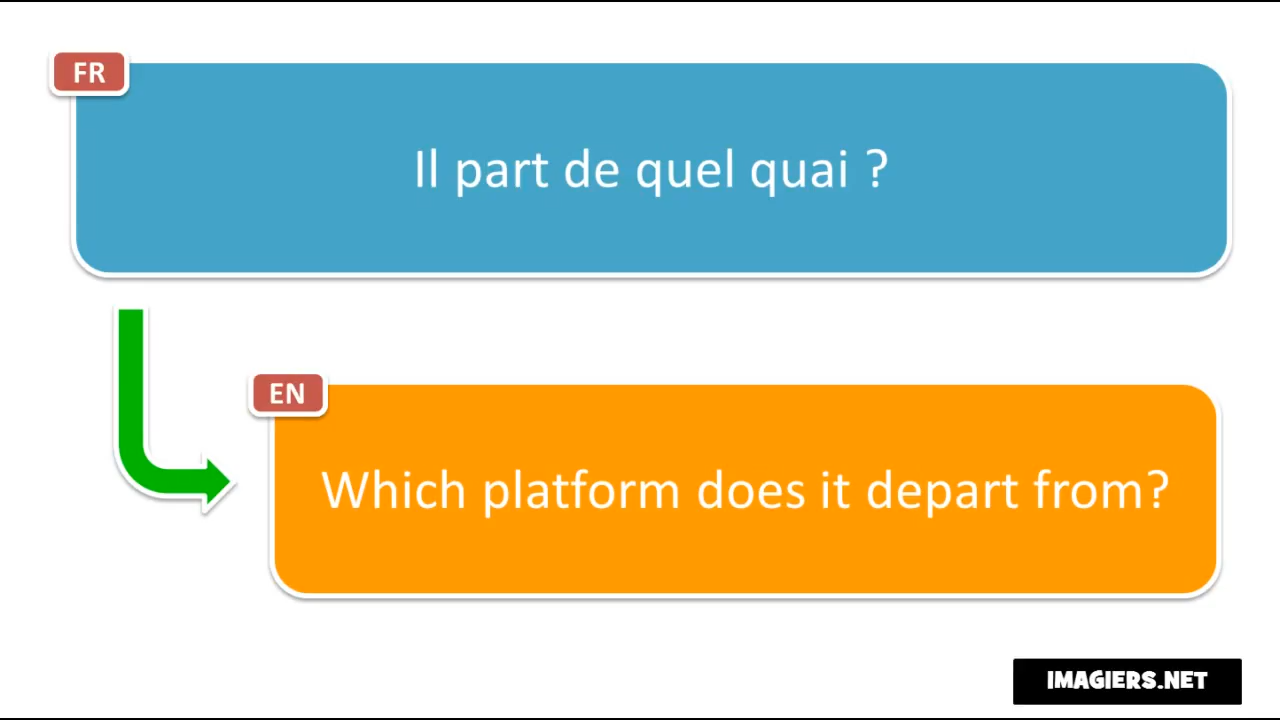 FR
Il part de quel quai ?
EN
Which platform does it depart from?
IMAGIERS.NET